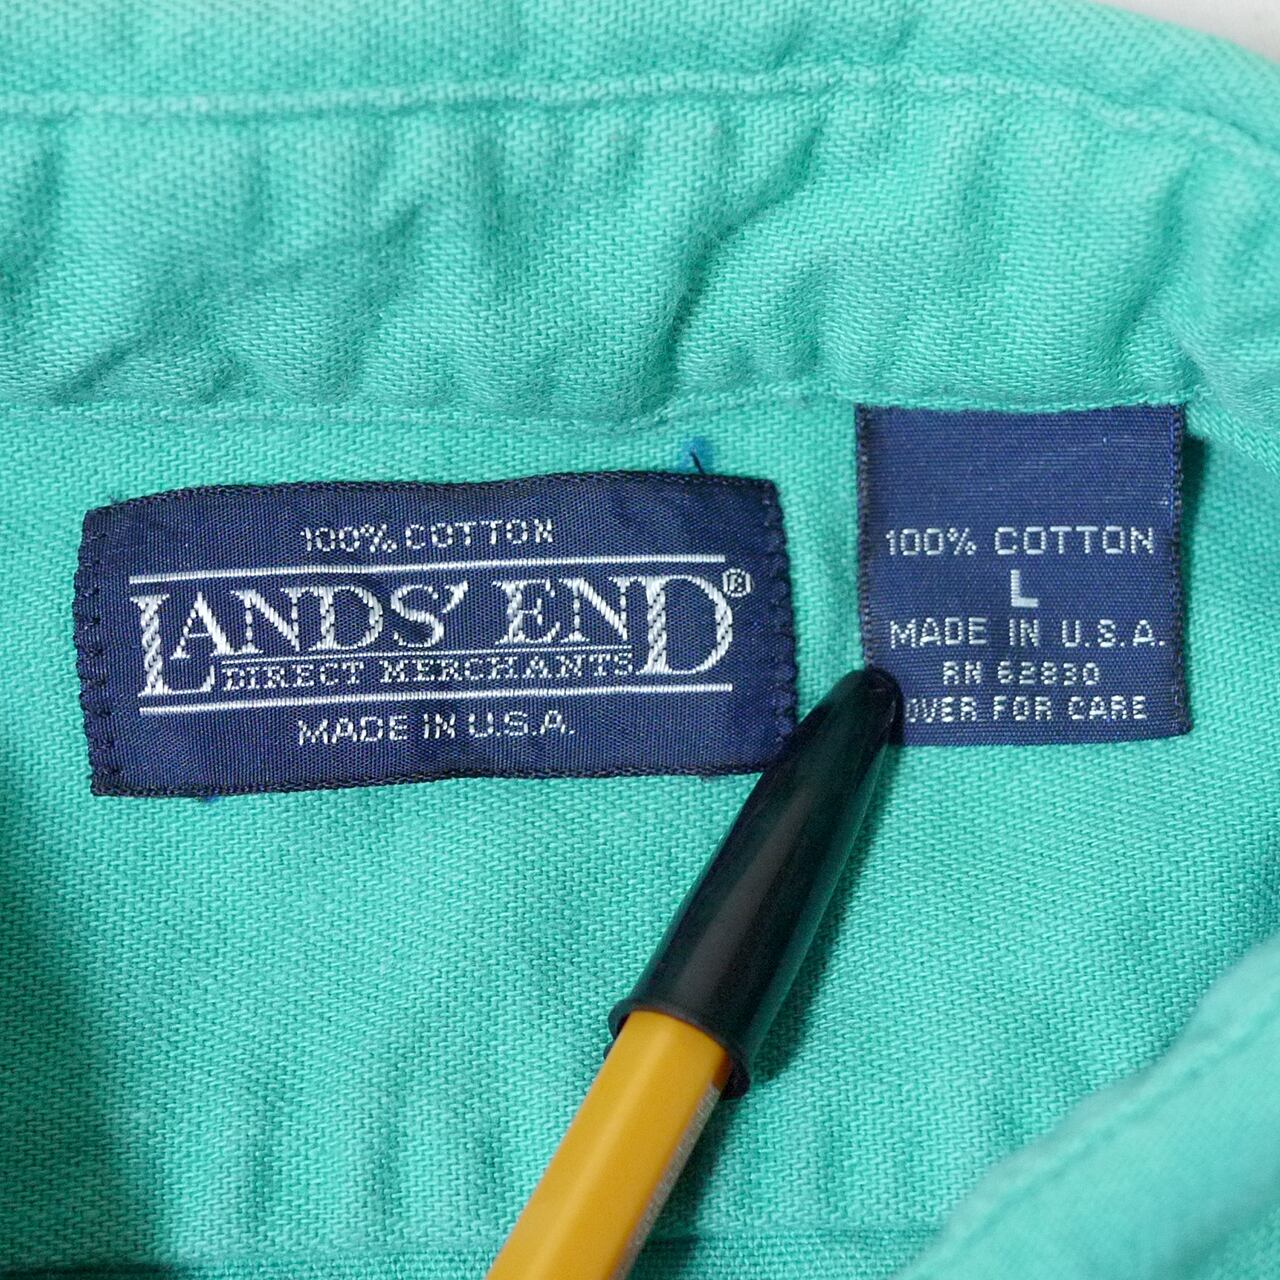 100% COTTON
LANDS' END®
DIRECT MERCHANTS
MADE IN U.S.A.
100% COTTON
L
MADE IN U.S.A.
RN 62830
OVER FOR CARE